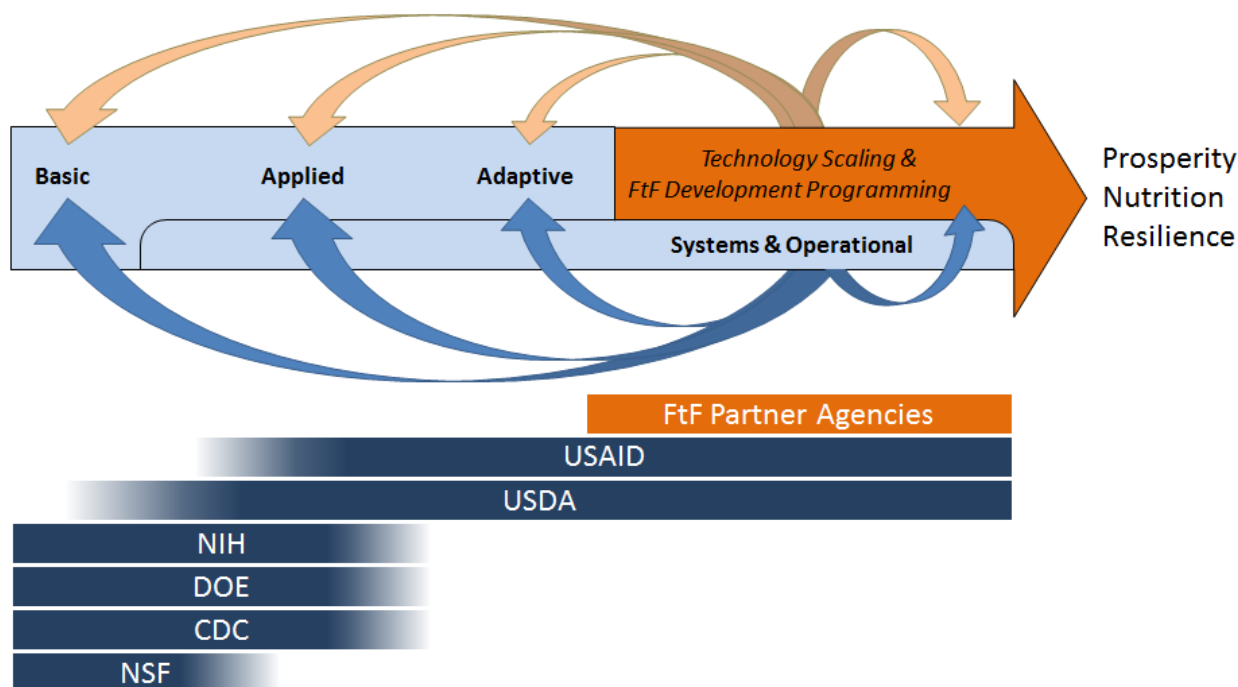 Basic
Applied
Adaptive
Technology Scaling &
FtF Development Programming
Systems & Operational
Prosperity
Nutrition
Resilience
FtF Partner Agencies
USAID
USDA
NIH
DOE
CDC
NSF